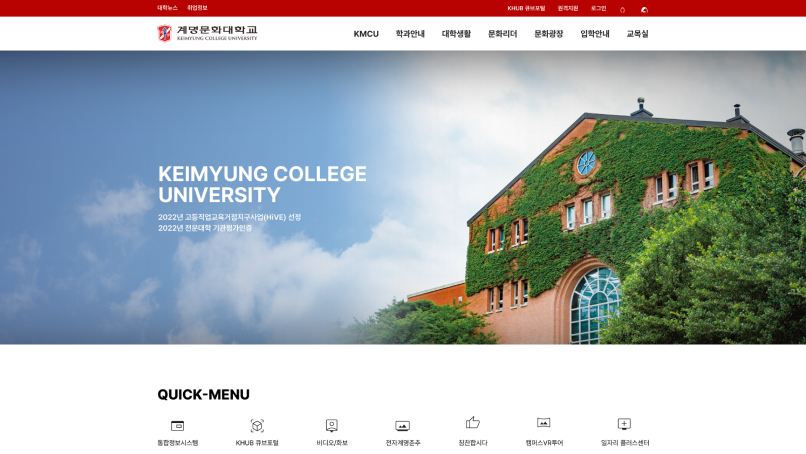 대학뉴스 취업정보
KHUB 큐브포털 원격지원 로그인
계명문화대학교
KEIMYUNG COLLEGE UNIVERSITY
KMCU 학과안내 대학생활 문화리더 문화광장 입학안내 교목실
KEIMYUNG COLLEGE
UNIVERSITY
2022년 고등직업교육거점지구사업(HiVE) 선정
2022년 전문대학 기관평가인증
QUICK-MENU
통합정보시스템 KHUB 큐브포털 비디오/화보 전자계명춘추 칭찬합시다 캠퍼스VR투어 일자리 플러스센터